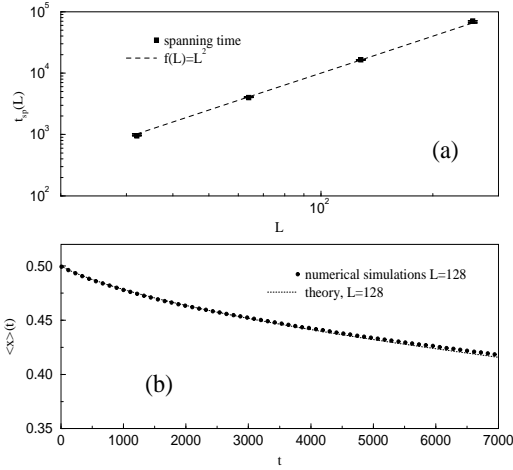 10^5
10^4
10^3
10^2
t_sp(L)
spanning time
f(L)=L^2
(a)
10^2
L
0.50
0.45
0.40
0.35
<x>(t)
numerical simulations L=128
theory, L=128
(b)
0 1000 2000 3000 4000 5000 6000 7000
t